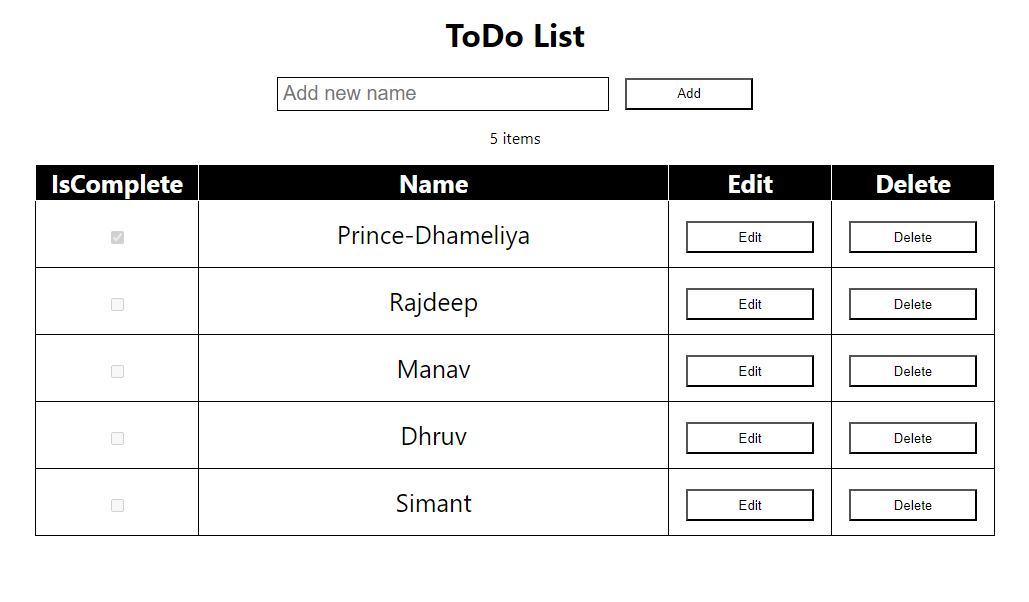 ToDo List
Add new name Add
5 items
IsComplete Name Edit Delete
Prince-Dhameliya Edit Delete
Rajdeep Edit Delete
Manav Edit Delete
Dhruv Edit Delete
Simant Edit Delete